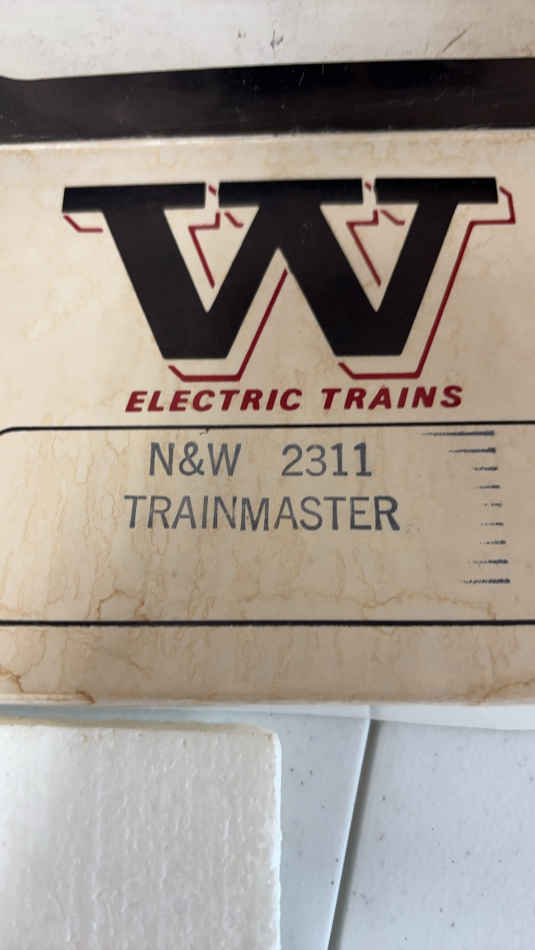 W
ELECTRIC TRAINS
N&W 2311
TRAINMASTER